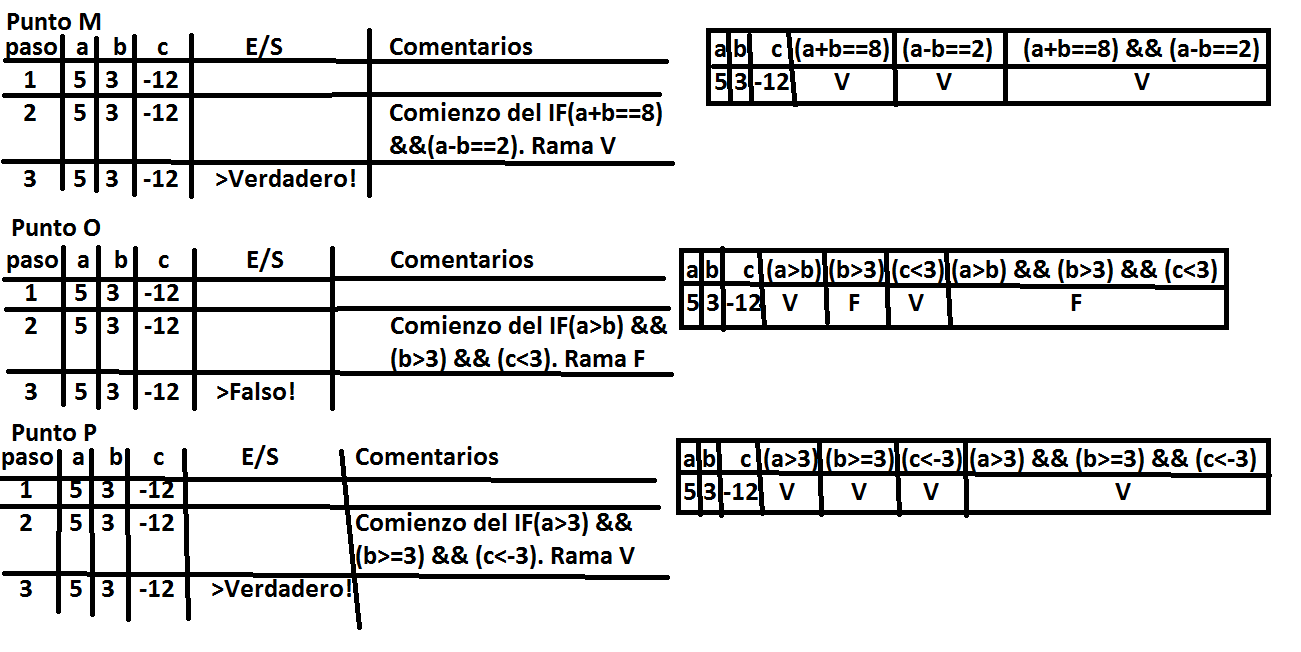 Punto M
paso a b c E/S Comentarios
1 5 3 -12
2 5 3 -12 Comienzo del IF(a+b==8)
&&(a-b==2). Rama V
3 5 3 -12 >Verdadero!
a b c (a+b==8) (a-b==2) (a+b==8) && (a-b==2)
5 3 -12 V V V
Punto O
paso a b c E/S Comentarios
1 5 3 -12
2 5 3 -12 Comienzo del IF(a>b) &&
(b>3) && (c<3). Rama F
3 5 3 -12 >Falso!
a b c (a>b) (b>3) (c<3) (a>b) && (b>3) && (c<3)
5 3 -12 V F V F
Punto P
paso a b c E/S Comentarios
1 5 3 -12
2 5 3 -12 Comienzo del IF(a>3) &&
(b>=3) && (c<-3). Rama V
3 5 3 -12 >Verdadero!
a b c (a>3) (b>=3) (c<-3) (a>3) && (b>=3) && (c<-3)
5 3 -12 V V V V